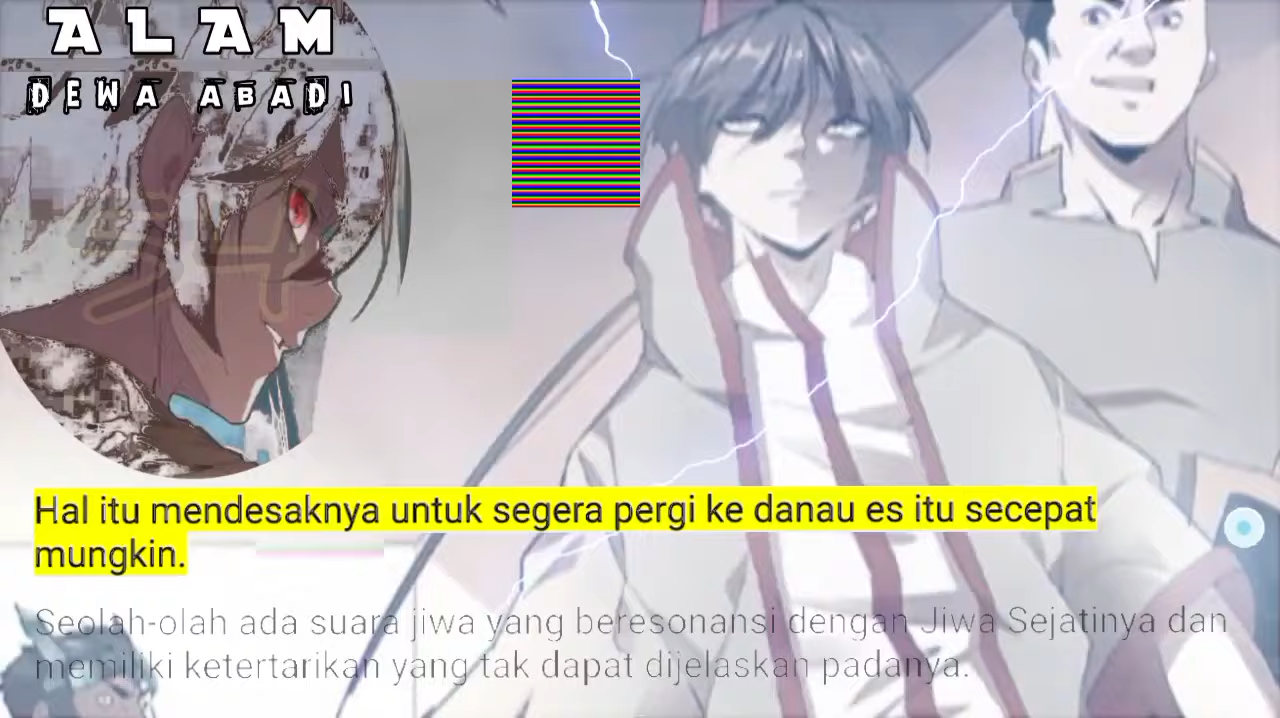 ALAM
DEWA ABADI
Hal itu mendesaknya untuk segera pergi ke danau es itu secepat
mungkin.
Seolah-olah ada suara jiwa yang beresonansi dengan Jiwa Sejatinya dan
memiliki ketertarikan yang tak dapat dijelaskan padanya.